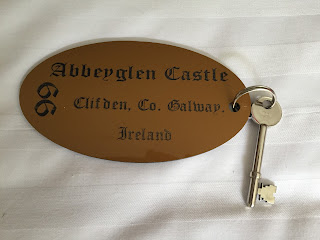 Abbeyglen Castle
66
Clifden, Co. Galway.
Ireland